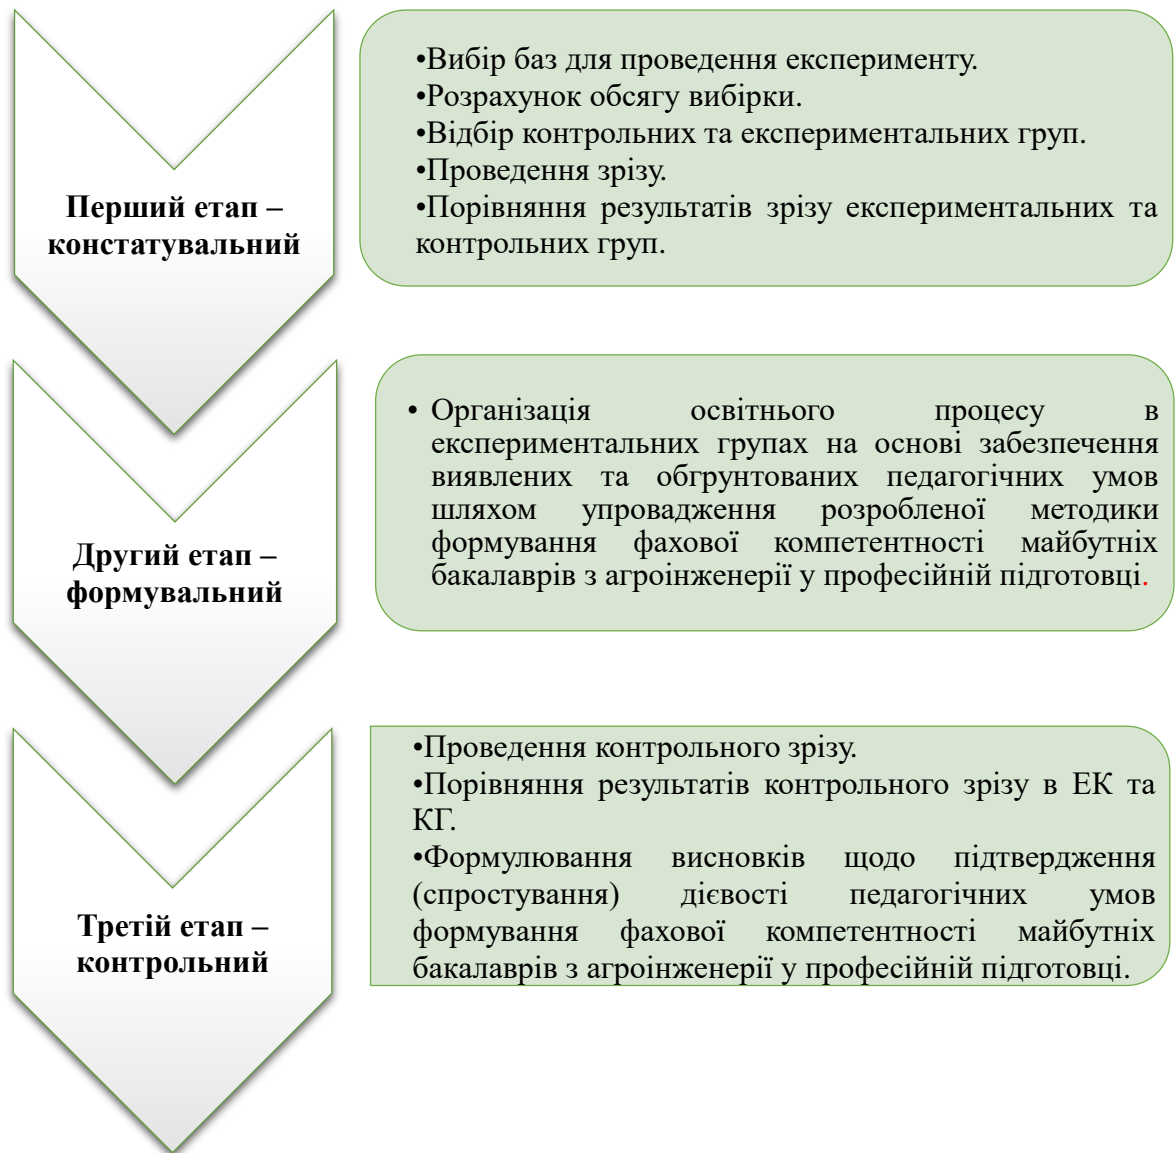 Перший етап –
констатувальний
•Вибір баз для проведення експерименту.
•Розрахунок обсягу вибірки.
•Відбір контрольних та експериментальних груп.
•Проведення зрізу.
•Порівняння результатів зрізу експериментальних та
контрольних груп.
Другий етап –
формувальний
• Організація освітнього процесу в
експериментальних групах на основі забезпечення
виявлених та обгрунтованих педагогічних умов
шляхом упровадження розробленої методики
формування фахової компетентності майбутніх
бакалаврів з агроінженерії у професійній підготовці.
Третій етап –
контрольний
•Проведення контрольного зрізу.
•Порівняння результатів контрольного зрізу в ЕК та
КГ.
•Формулювання висновків щодо підтвердження
(спростування) дієвості педагогічних умов
формування фахової компетентності майбутніх
бакалаврів з агроінженерії у професійній підготовці.